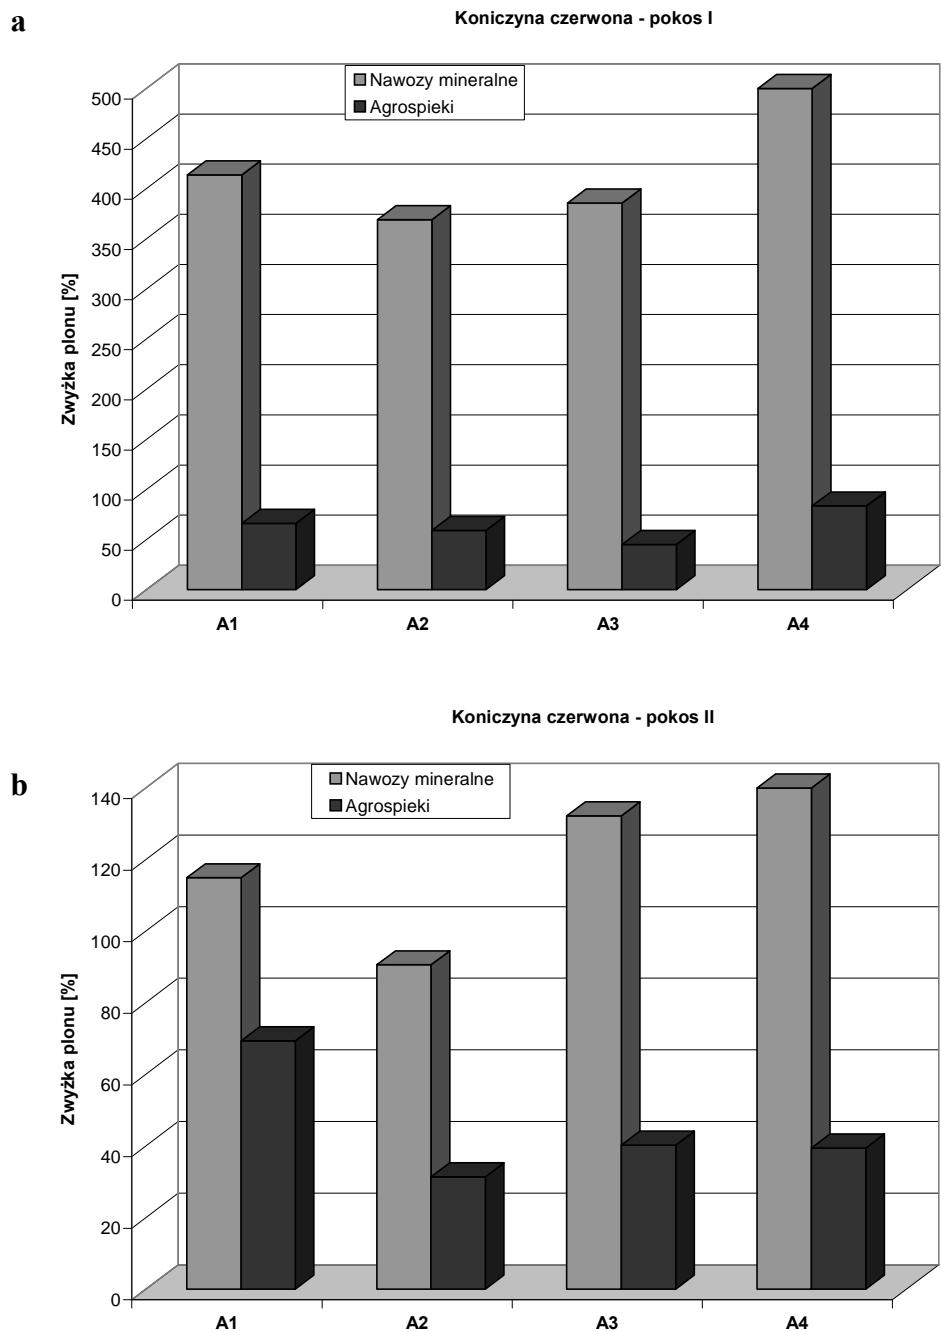 a
Koniczyna czerwona - pokos I
Nawozy mineralne
Agrospieki
500
450
400
350
300
250
200
150
100
50
0
Zwyżka plonu [%]
A1 A2 A3 A4
Koniczyna czerwona - pokos II
b
Nawozy mineralne
Agrospieki
140
120
100
80
60
40
20
0
Zwyżka plonu [%]
A1 A2 A3 A4